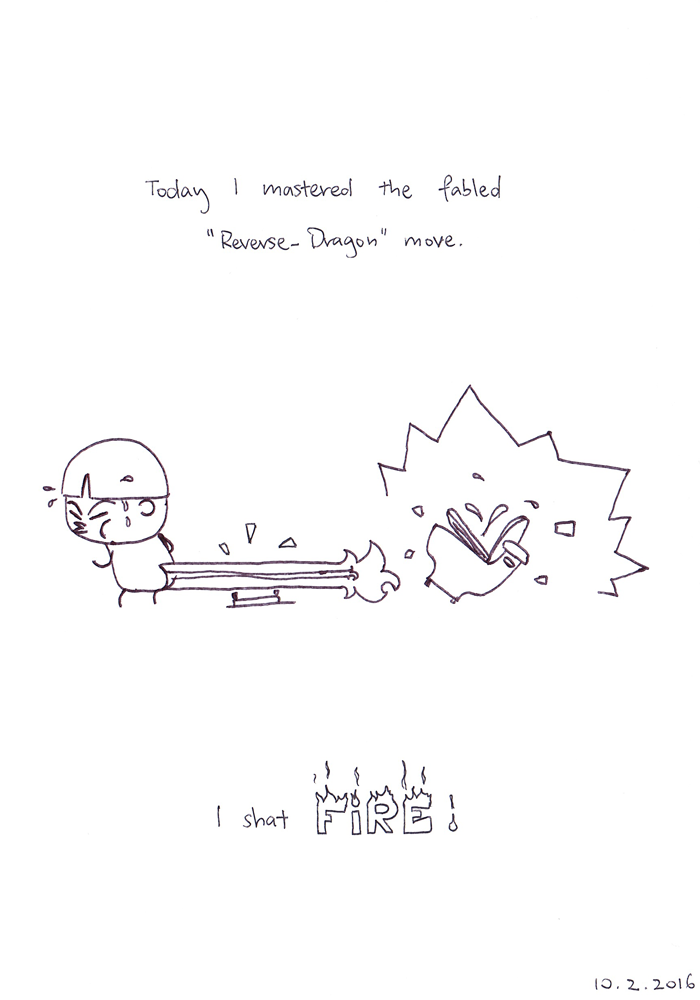 Today I mastered the fabled
"Reverse-Dragon" move.
I shat FiRE!
10.2.2016